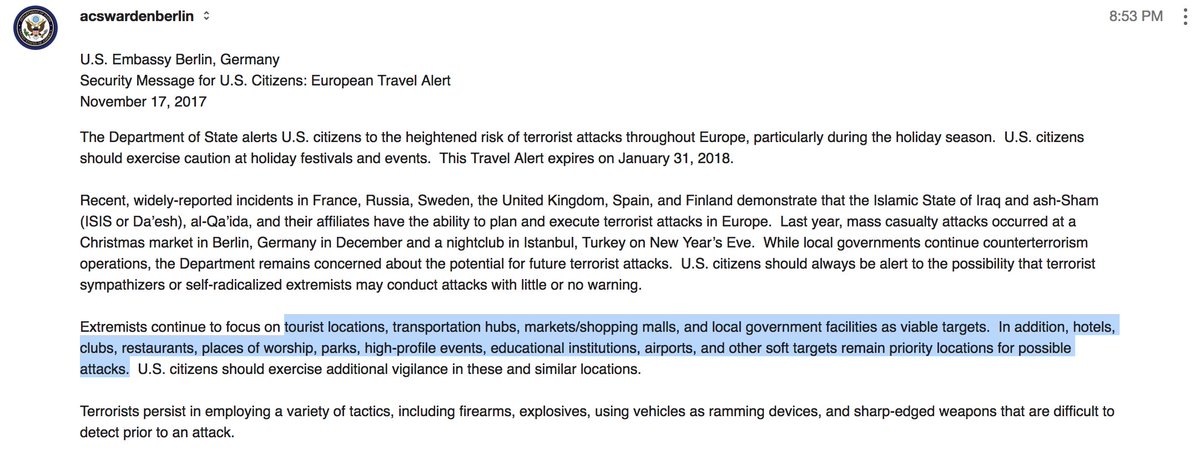 acswardenberlin
8:53 PM
U.S. Embassy Berlin, Germany
Security Message for U.S. Citizens: European Travel Alert
November 17, 2017
The Department of State alerts U.S. citizens to the heightened risk of terrorist attacks throughout Europe, particularly during the holiday season.  U.S. citizens
should exercise caution at holiday festivals and events.  This Travel Alert expires on January 31, 2018.
Recent, widely-reported incidents in France, Russia, Sweden, the United Kingdom, Spain, and Finland demonstrate that the Islamic State of Iraq and ash-Sham
(ISIS or Da’esh), al-Qa’ida, and their affiliates have the ability to plan and execute terrorist attacks in Europe.  Last year, mass casualty attacks occurred at a
Christmas market in Berlin, Germany in December and a nightclub in Istanbul, Turkey on New Year’s Eve.  While local governments continue counterterrorism
operations, the Department remains concerned about the potential for future terrorist attacks.  U.S. citizens should always be alert to the possibility that terrorist
sympathizers or self-radicalized extremists may conduct attacks with little or no warning.
Extremists continue to focus on tourist locations, transportation hubs, markets/shopping malls, and local government facilities as viable targets.  In addition, hotels,
clubs, restaurants, places of worship, parks, high-profile events, educational institutions, airports, and other soft targets remain priority locations for possible
attacks.  U.S. citizens should exercise additional vigilance in these and similar locations.
Terrorists persist in employing a variety of tactics, including firearms, explosives, using vehicles as ramming devices, and sharp-edged weapons that are difficult to
detect prior to an attack.